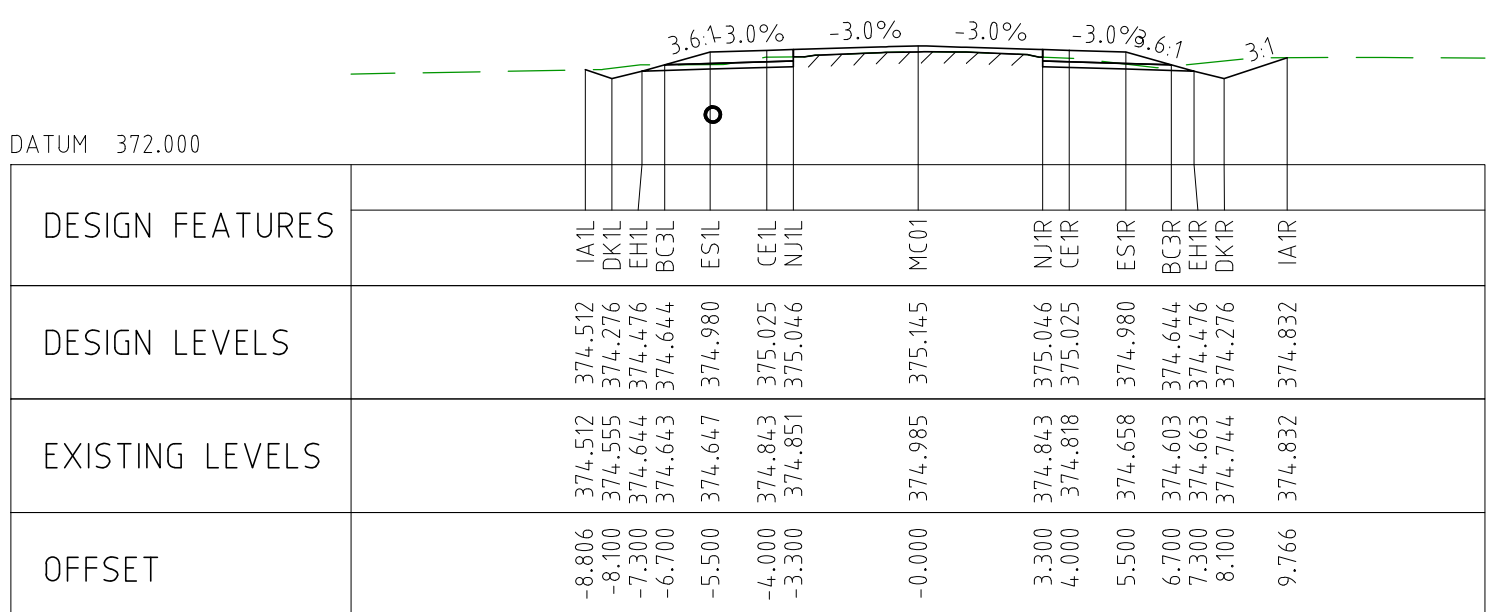 3.6:1 -3.0% -3.0% -3.0% -3.0% 3.6:1 3:1
DATUM 372.000
DESIGN FEATURES IA1L DK1L EH1L BC3L ES1L CE1L NJ1L MC01 NJ1R CE1R ES1R BC3R EH1R DK1R IA1R
DESIGN LEVELS 374.512 374.276 374.476 374.644 374.980 375.025 375.046 375.145 375.046 375.025 374.980 374.644 374.476 374.276 374.832
EXISTING LEVELS 374.512 374.555 374.644 374.643 374.647 374.843 374.851 374.985 374.843 374.818 374.658 374.603 374.663 374.744 374.832
OFFSET -8.806 -8.100 -7.300 -6.700 -5.500 -4.000 -3.300 -0.000 3.300 4.000 5.500 6.700 7.300 8.100 9.766